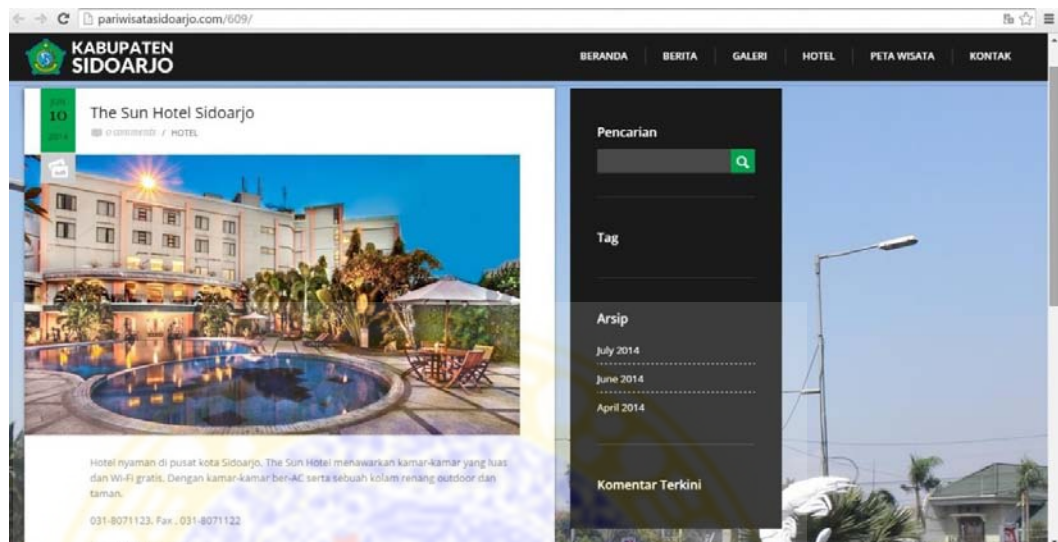 pariwisatasidoarjo.com/609/
KABUPATEN
SIDOARJO
BERANDA
BERITA
GALERI
HOTEL
PETA WISATA
KONTAK
JUN
10
2014
The Sun Hotel Sidoarjo
0 comments / HOTEL
Hotel nyaman di pusat kota Sidoarjo, The Sun Hotel menawarkan kamar-kamar yang luas
dan Wi-Fi gratis. Dengan kamar-kamar ber-AC serta sebuah kolam renang outdoor dan
taman.
031-8071123. Fax . 031-8071122
Pencarian
Tag
Arsip
July 2014
June 2014
April 2014
Komentar Terkini